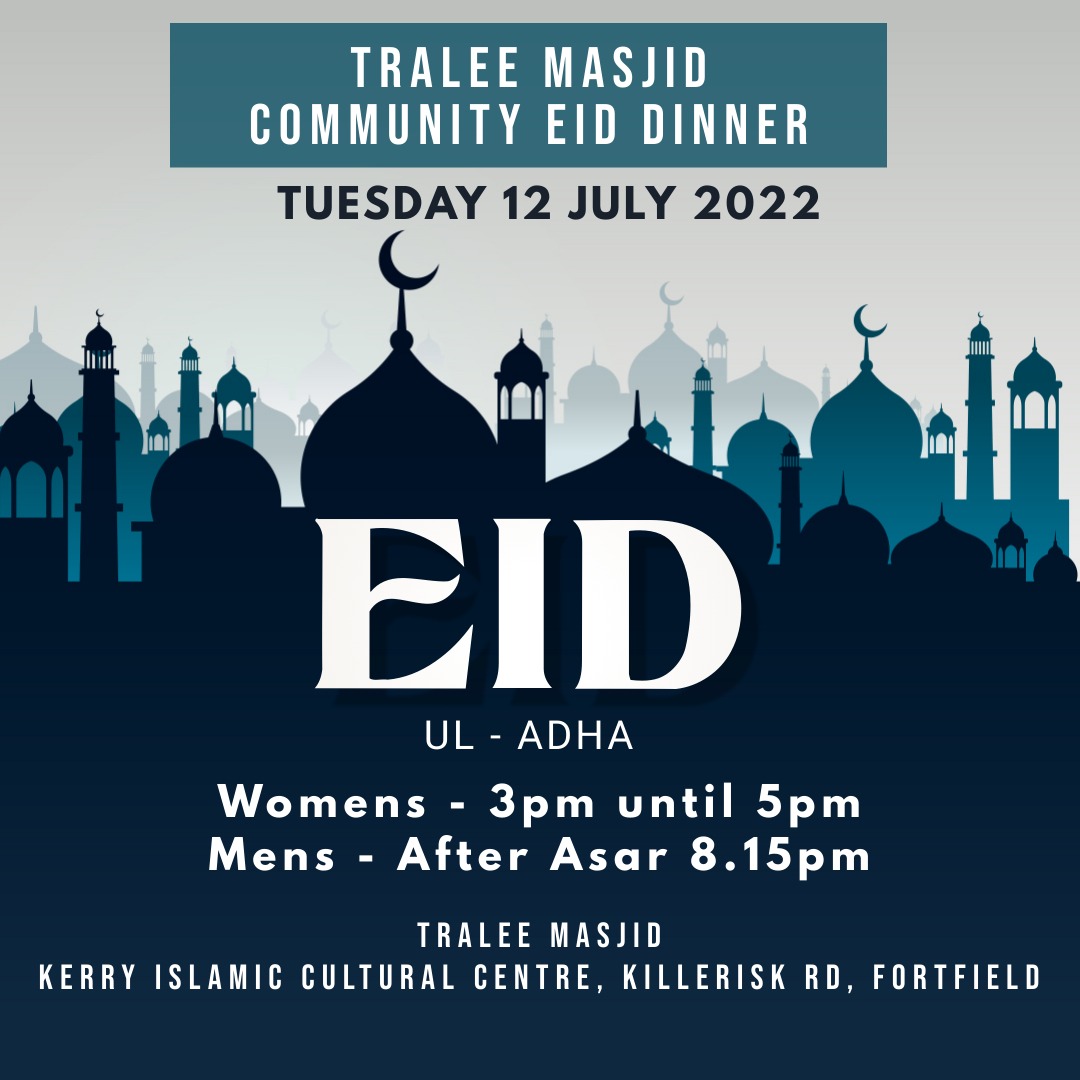 TRALEE MASJID
COMMUNITY EID DINNER
TUESDAY 12 JULY 2022
EID
UL - ADHA
Womens - 3pm until 5pm
Mens - After Asar 8.15pm
TRALEE MASJID
KERRY ISLAMIC CULTURAL CENTRE, KILLERISK RD, FORTFIELD